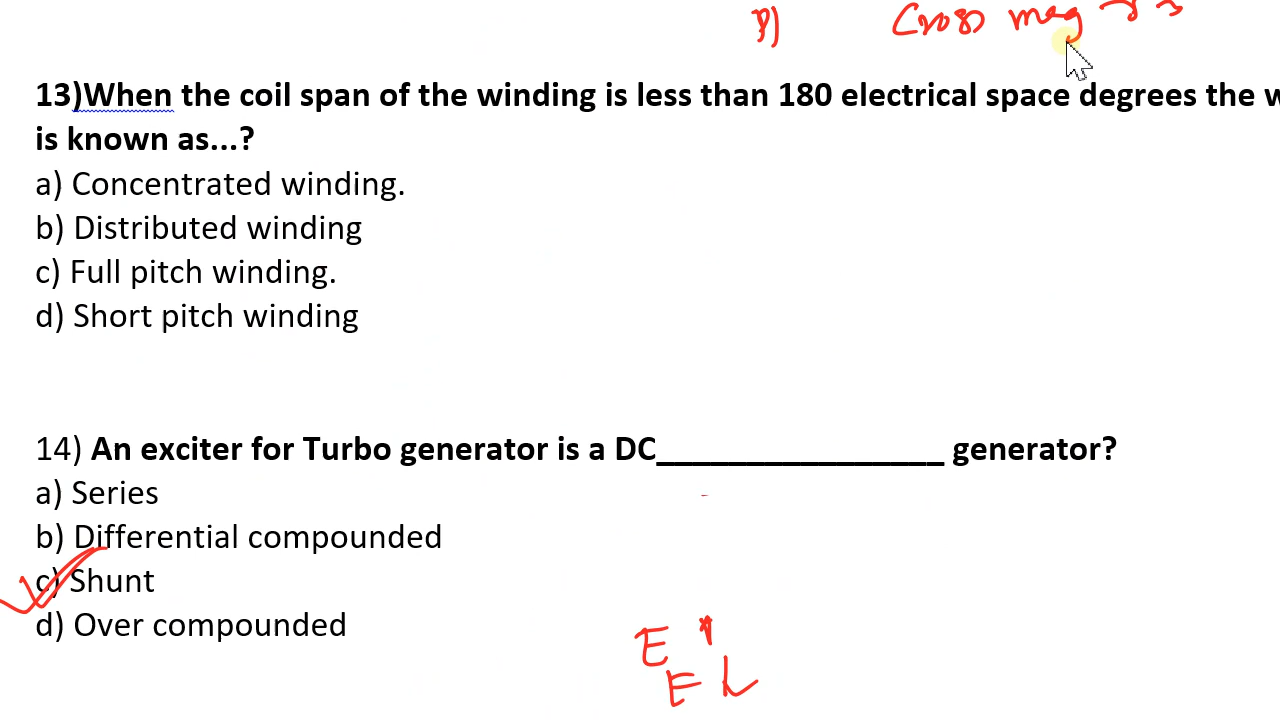 Cross mag
13)When the coil span of the winding is less than 180 electrical space degrees the w
is known as...?
a) Concentrated winding.
b) Distributed winding
c) Full pitch winding.
d) Short pitch winding
14) An exciter for Turbo generator is a DC_________________ generator?
a) Series
b) Differential compounded
c) Shunt
d) Over compounded
E